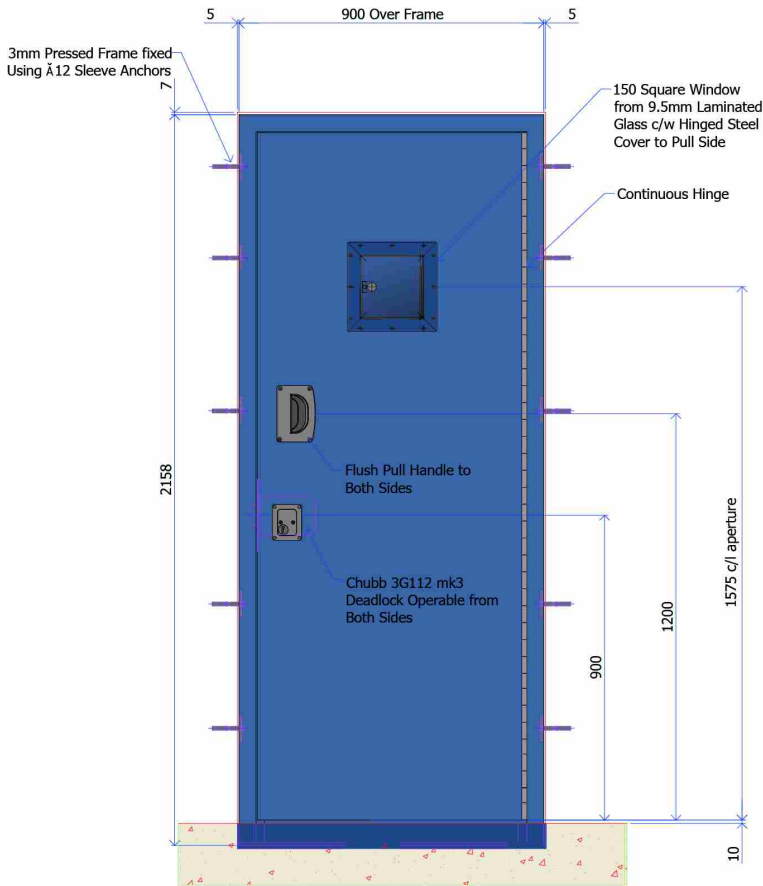 5
900 Over Frame
5
3mm Pressed Frame fixed
Using Ǎ12 Sleeve Anchors
7
150 Square Window
from 9.5mm Laminated
Glass c/w Hinged Steel
Cover to Pull Side
Continuous Hinge
Flush Pull Handle to
Both Sides
2158
1575 c/l aperture
1200
900
Chubb 3G112 mk3
Deadlock Operable from
Both Sides
10